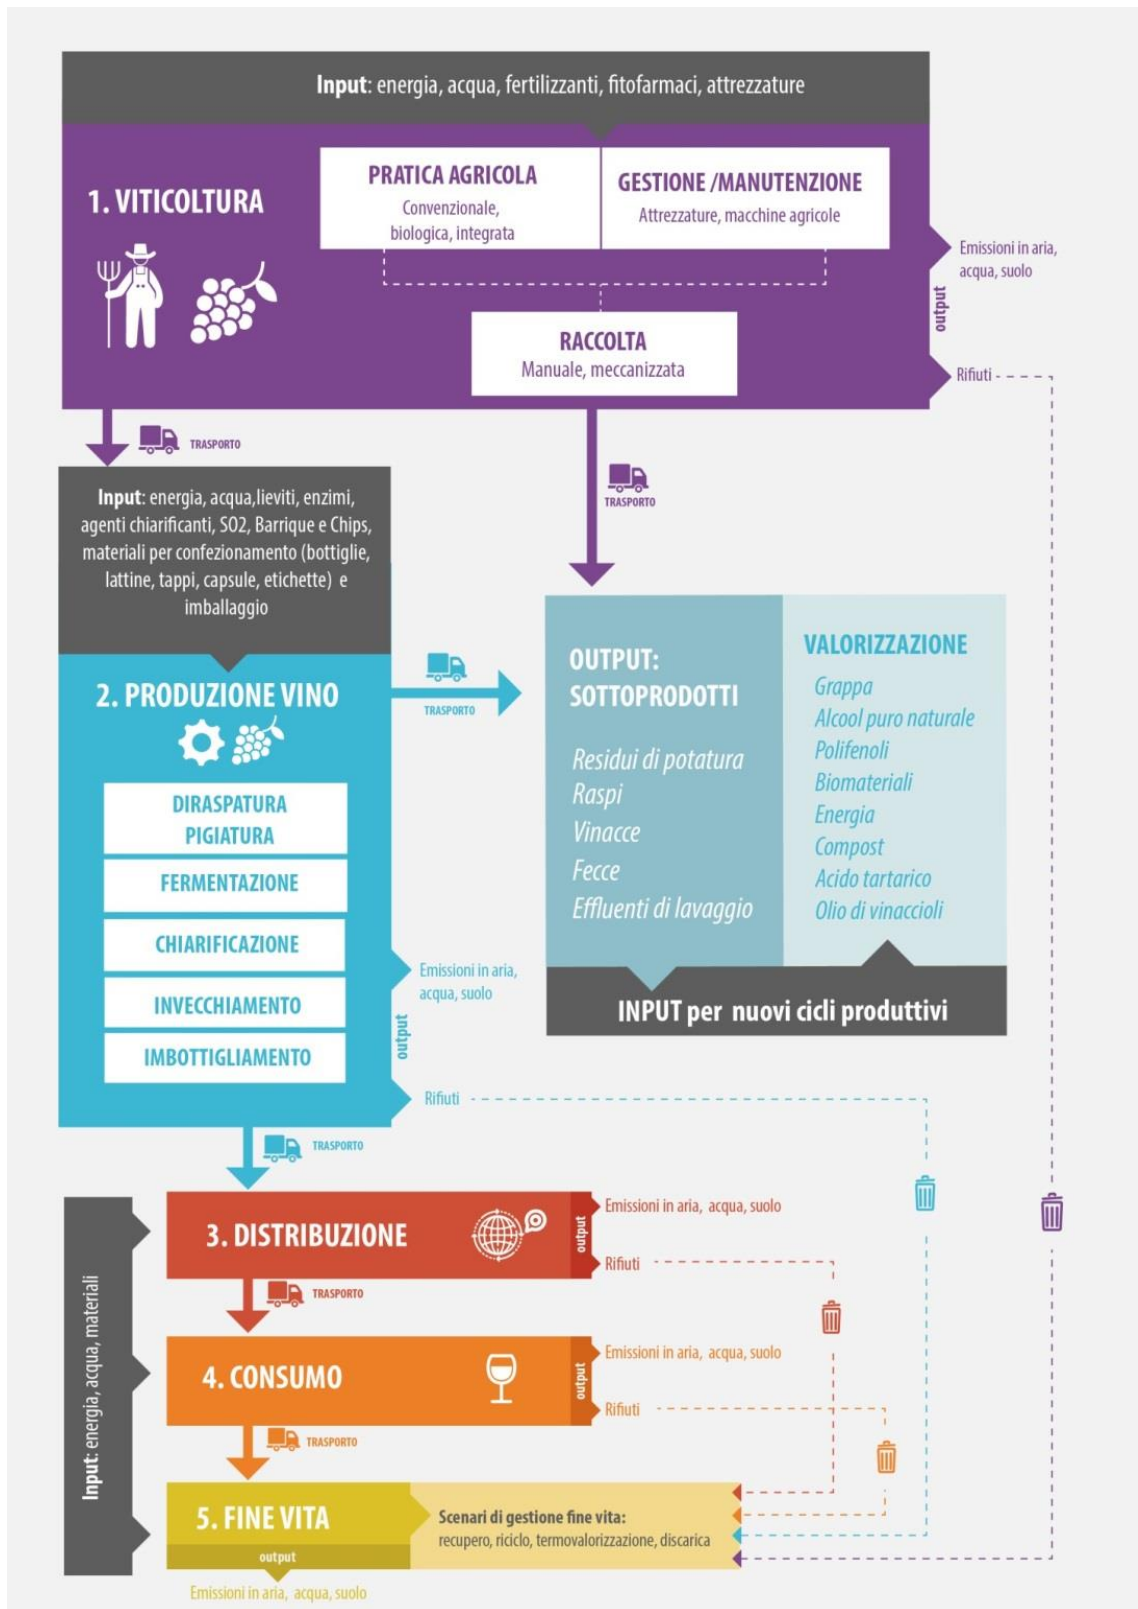 Input: energia, acqua, fertilizzanti, fitofarmaci, attrezzature
1. VITICOLTURA
PRATICA AGRICOLA
Convenzionale,
biologica, integrata
GESTIONE /MANUTENZIONE
Attrezzature, macchine agricole
RACCOLTA
Manuale, meccanizzata
Emissioni in aria,
acqua, suolo
output
Rifiuti
TRASPORTO
TRASPORTO
Input: energia, acqua,lieviti, enzimi,
agenti chiarificanti, SO2, Barrique e Chips,
materiali per confezionamento (bottiglie,
lattine, tappi, capsule, etichette) e
imballaggio
2. PRODUZIONE VINO
DIRASPATURA
PIGIATURA
FERMENTAZIONE
CHIARIFICAZIONE
INVECCHIAMENTO
IMBOTTIGLIAMENTO
TRASPORTO
OUTPUT:
SOTTOPRODOTTI
Residui di potatura
Raspi
Vinacce
Fecce
Effluenti di lavaggio
VALORIZZAZIONE
Grappa
Alcool puro naturale
Polifenoli
Biomateriali
Energia
Compost
Acido tartarico
Olio di vinaccioli
INPUT per nuovi cicli produttivi
Emissioni in aria,
acqua, suolo
output
Rifiuti
TRASPORTO
Input: energia, acqua, materiali
3. DISTRIBUZIONE
output
Emissioni in aria, acqua, suolo
Rifiuti
TRASPORTO
4. CONSUMO
output
Emissioni in aria, acqua, suolo
Rifiuti
TRASPORTO
5. FINE VITA
output
Scenari di gestione fine vita:
recupero, riciclo, termovalorizzazione, discarica
Emissioni in aria, acqua, suolo